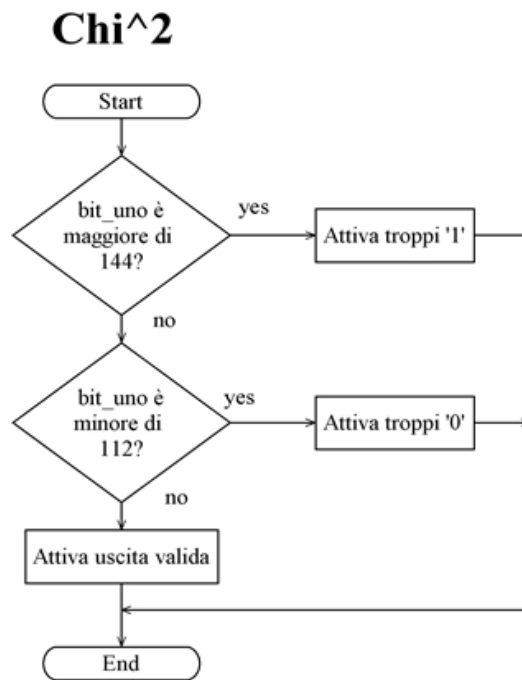 Chi^2
Start
bit_uno è
maggiore di
144?
yes
Attiva troppi '1'
no
bit_uno è
minore di
112?
yes
Attiva troppi '0'
no
Attiva uscita valida
End